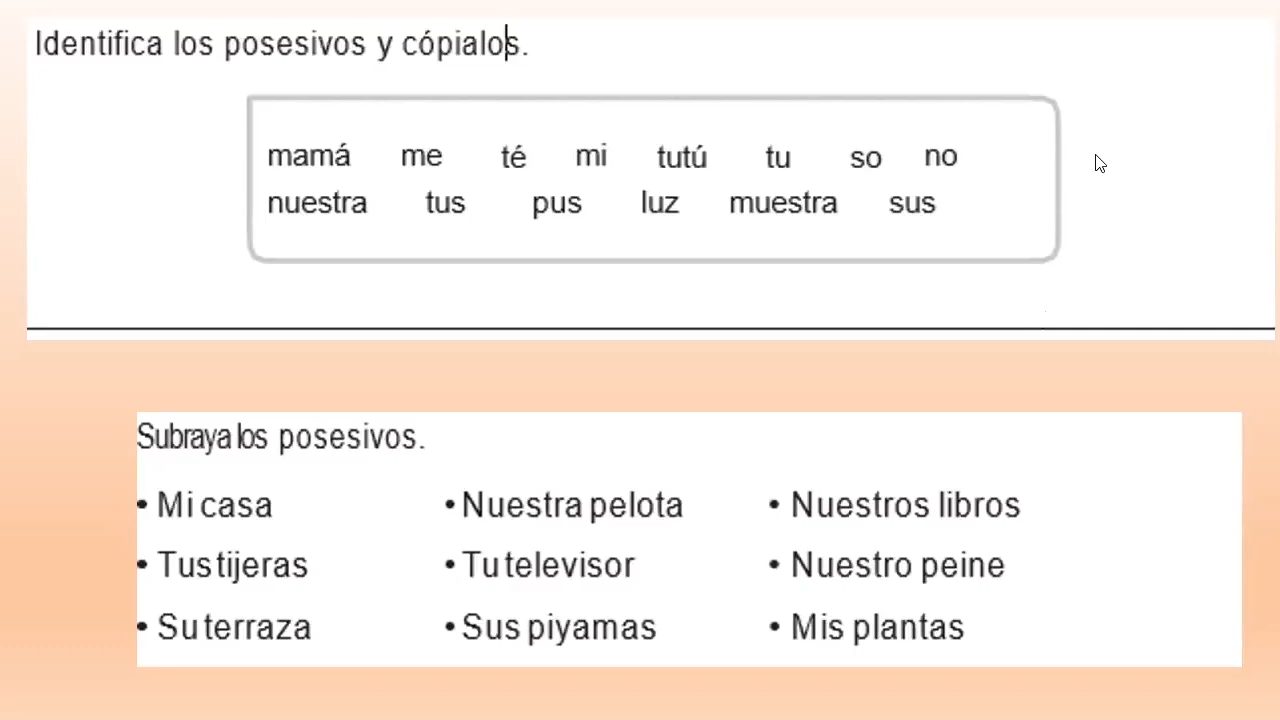 Identifica los posesivos y cópialos.
mamá me té mi tutú tu so no
nuestra tus pus luz muestra sus
Subraya los posesivos.
• Mi casa • Nuestra pelota • Nuestros libros
• Tus tijeras • Tu televisor • Nuestro peine
• Su terraza • Sus piyamas • Mis plantas